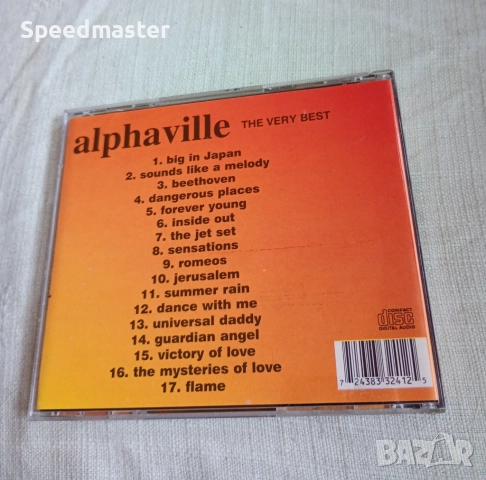 Speedmaster
alphaville THE VERY BEST
1. big in Japan
2. sounds like a melody
3. beethoven
4. dangerous places
5. forever young
6. inside out
7. the jet set
8. sensations
9. romeos
10. jerusalem
11. summer rain
12. dance with me
13. universal daddy
14. guardian angel
15. victory of love
16. the mysteries of love
17. flame
COMPACT
disc
DIGITAL AUDIO
7 24383 32412 5
BAZAR